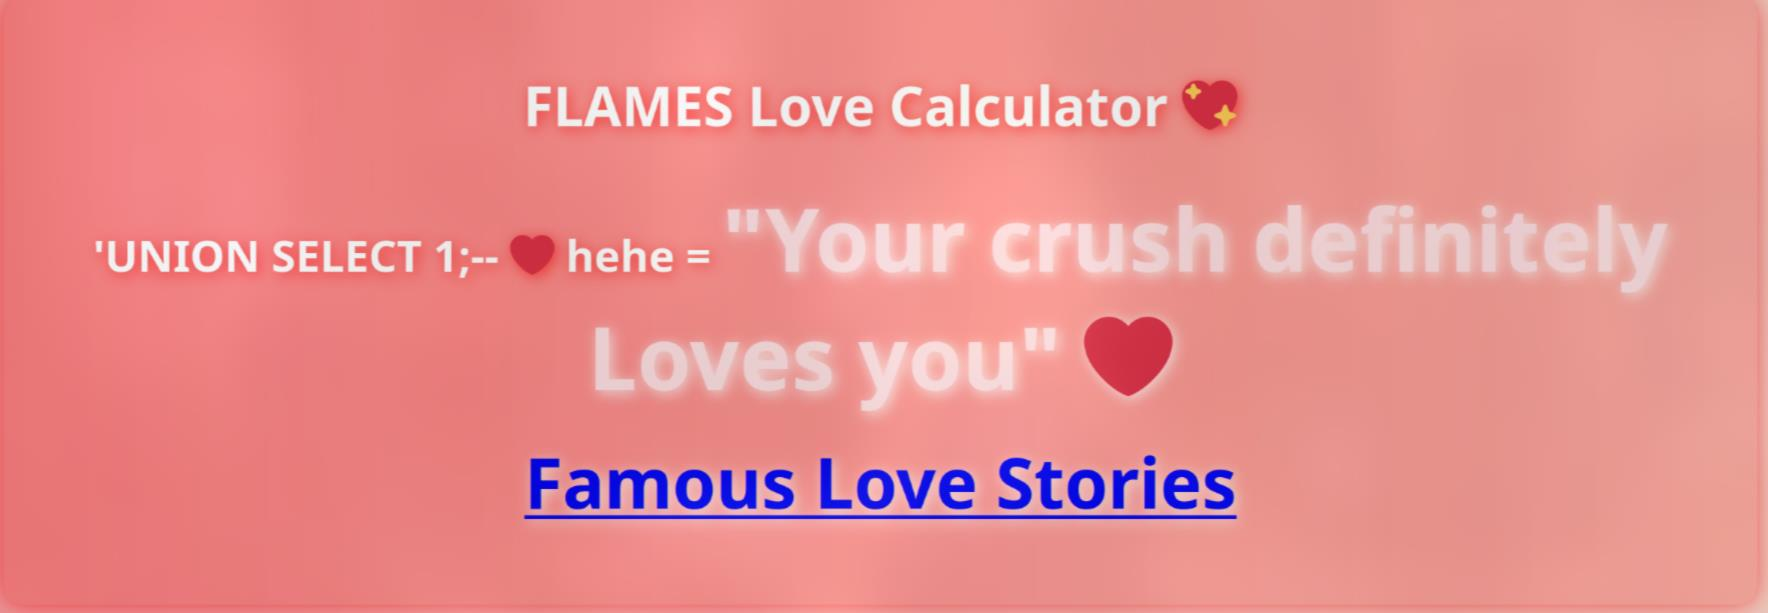 FLAMES Love Calculator 💖
'UNION SELECT 1;-- ❤ hehe = "Your crush definitely
Loves you" ❤
Famous Love Stories